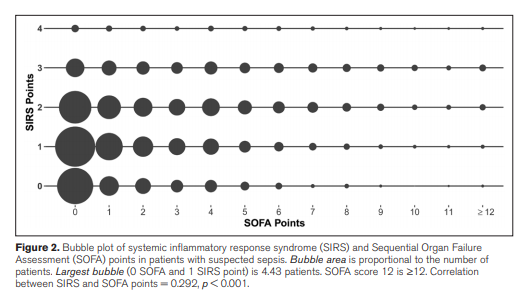 4
3
2
1
0
SIRS Points
0 1 2 3 4 5 6 7 8 9 10 11 ≥ 12
SOFA Points
Figure 2. Bubble plot of systemic inflammatory response syndrome (SIRS) and Sequential Organ Failure
Assessment (SOFA) points in patients with suspected sepsis. Bubble area is proportional to the number of
patients. Largest bubble (0 SOFA and 1 SIRS point) is 4.43 patients. SOFA score 12 is ≥12. Correlation
between SIRS and SOFA points = 0.292, p < 0.001.